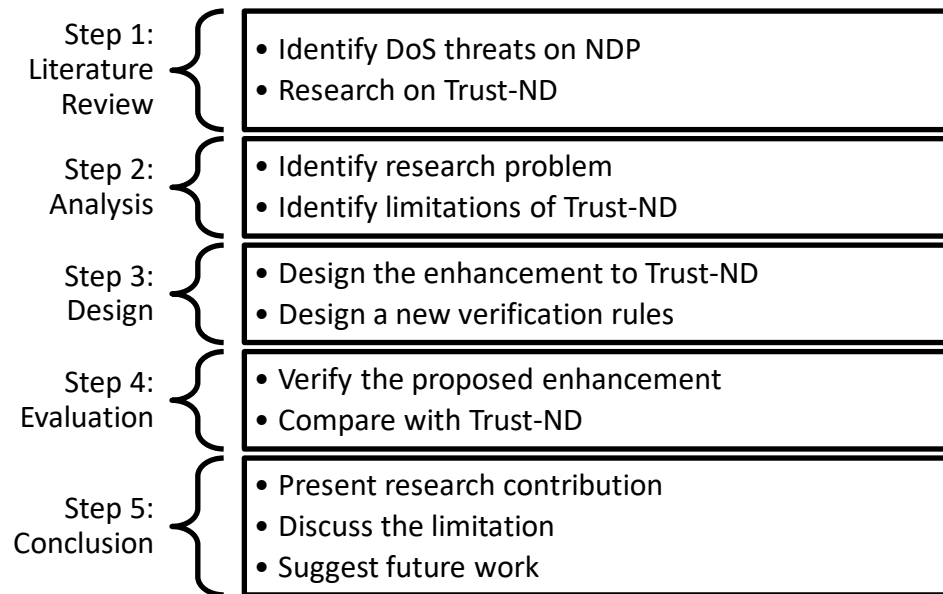 Step 1:
Literature
Review
• Identify DoS threats on NDP
• Research on Trust-ND
Step 2:
Analysis
• Identify research problem
• Identify limitations of Trust-ND
Step 3:
Design
• Design the enhancement to Trust-ND
• Design a new verification rules
Step 4:
Evaluation
• Verify the proposed enhancement
• Compare with Trust-ND
Step 5:
Conclusion
• Present research contribution
• Discuss the limitation
• Suggest future work